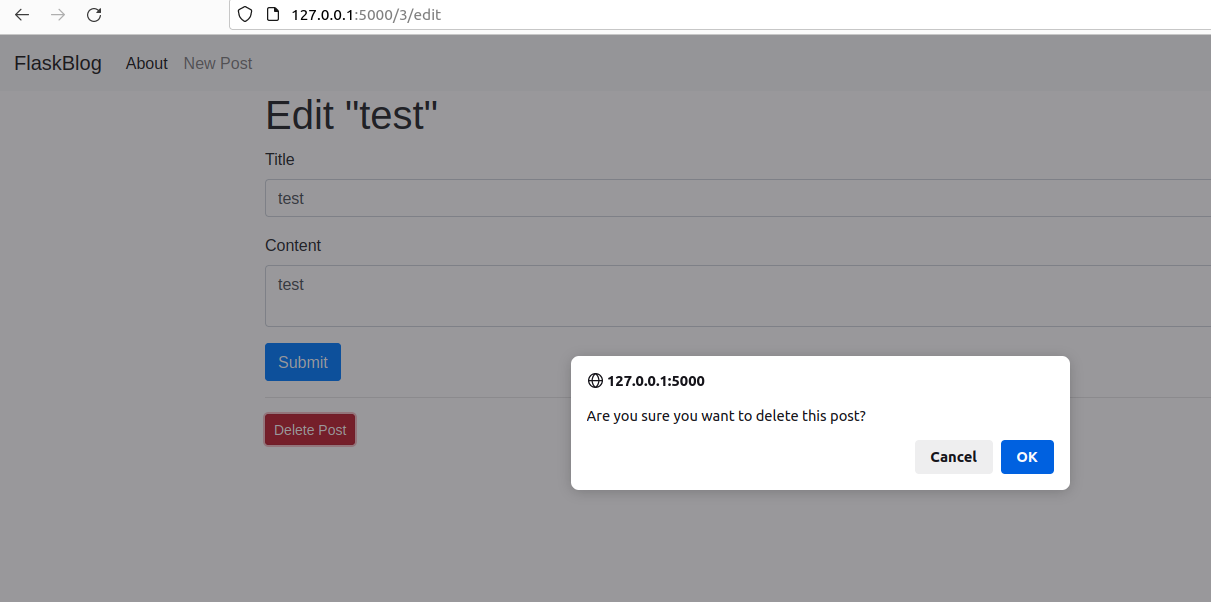 127.0.0.1:5000/3/edit
FlaskBlog About New Post
Edit "test"
Title
test
Content
test
Submit
Delete Post
127.0.0.1:5000
Are you sure you want to delete this post?
Cancel OK